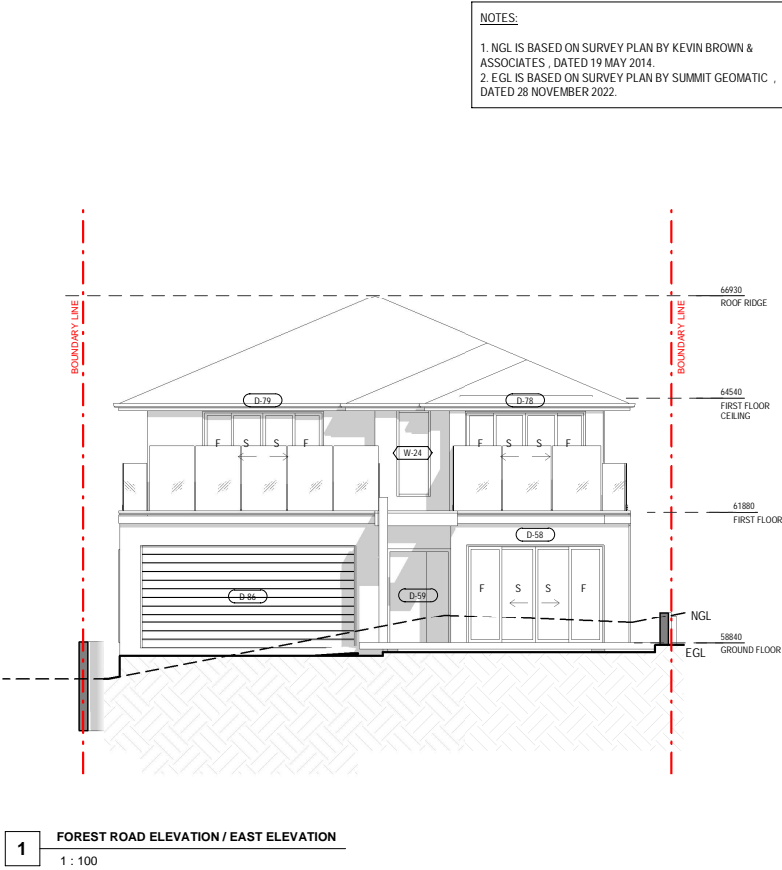 NOTES:
1. NGL IS BASED ON SURVEY PLAN BY KEVIN BROWN &
ASSOCIATES , DATED 19 MAY 2014.
2. EGL IS BASED ON SURVEY PLAN BY SUMMIT GEOMATIC ,
DATED 28 NOVEMBER 2022.
66930
ROOF RIDGE
BOUNDARY LINE
BOUNDARY LINE
64540
FIRST FLOOR
CEILING
D-79
D-78
F S S F
F S S F
W-24
61880
FIRST FLOOR
D-58
F S S F
D-86
D-59
NGL
58840
GROUND FLOOR
EGL
1
FOREST ROAD ELEVATION / EAST ELEVATION
1 : 100